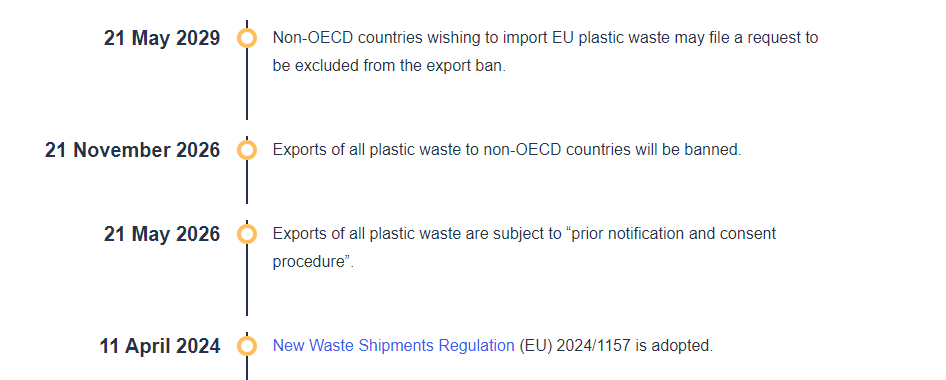 21 May 2029
Non-OECD countries wishing to import EU plastic waste may file a request to
be excluded from the export ban.
21 November 2026
Exports of all plastic waste to non-OECD countries will be banned.
21 May 2026
Exports of all plastic waste are subject to “prior notification and consent
procedure”.
11 April 2024
New Waste Shipments Regulation (EU) 2024/1157 is adopted.